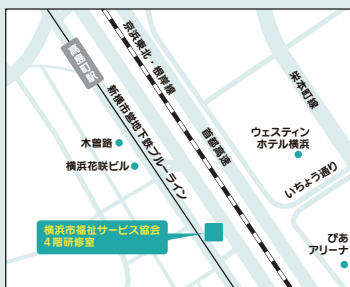 高島町駅
京浜東北・根岸線
栄本町線
新横市営地下鉄ブルーライン
首都高速
ウェスティン
ホテル横浜
木曽路
横浜花咲ビル
いちょう通り
横浜市福祉サービス協会
4階研修室
ぴあ
アリーナ